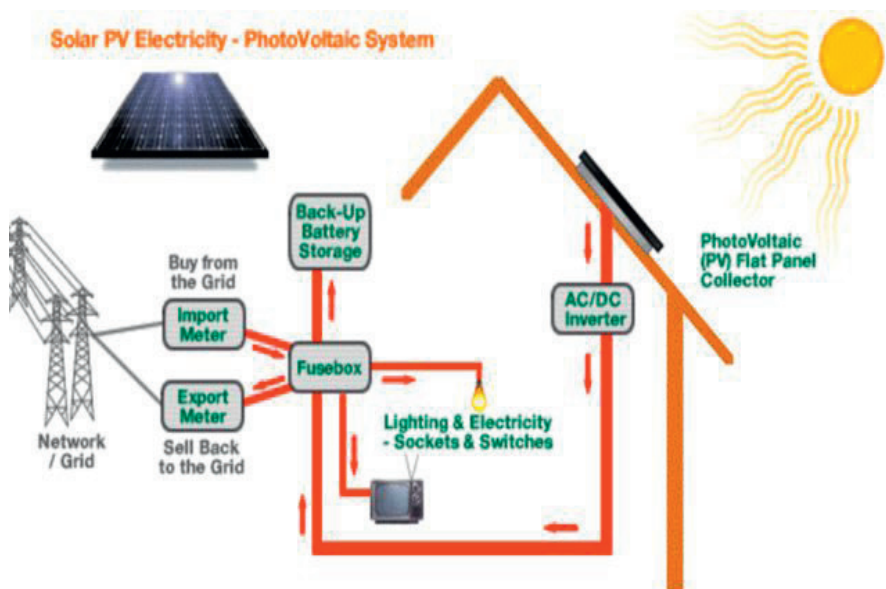 Solar PV Electricity - PhotoVoltaic System
Back-Up
Battery
Storage
PhotoVoltaic
(PV) Flat Panel
Collector
Buy from
the Grid
AC/DC
Inverter
Import
Meter
Fusebox
Export
Meter
Lighting & Electricity
- Sockets & Switches
Network
/ Grid
Sell Back
to the Grid